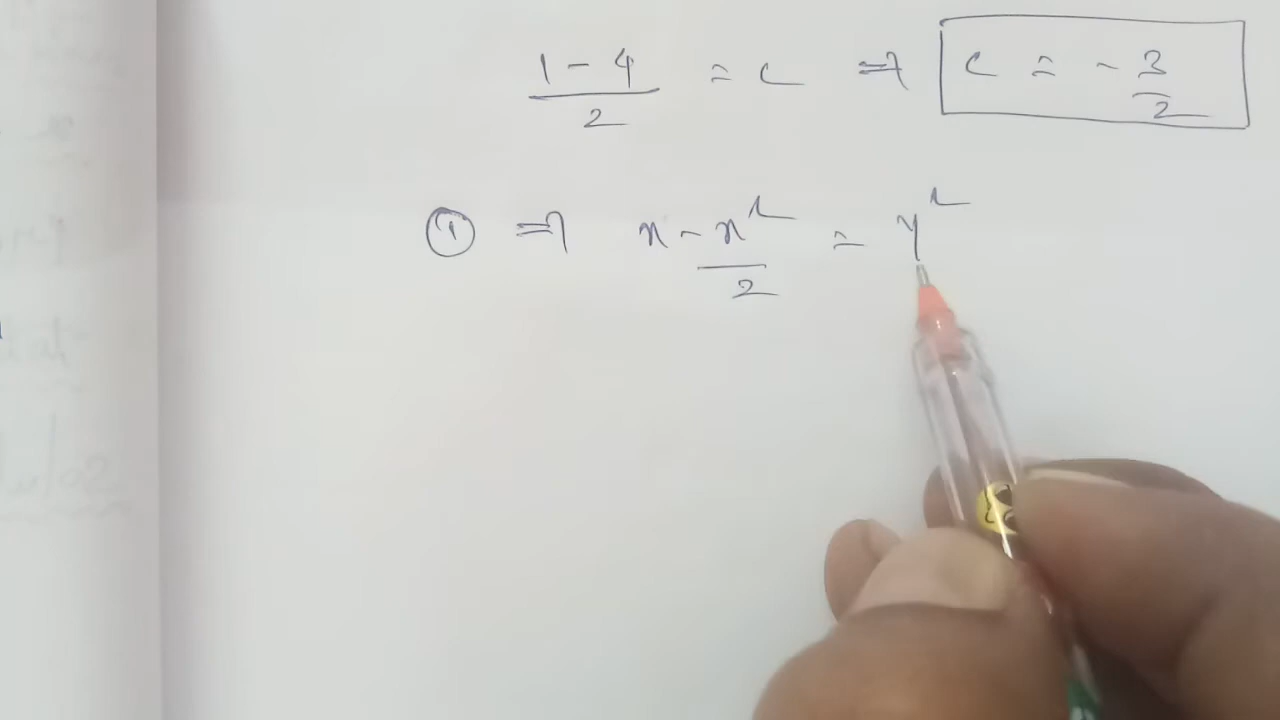 (1 - 4)/2 = c ⇒ c = - 3/2
① ⇒ x - x²/2 = y²